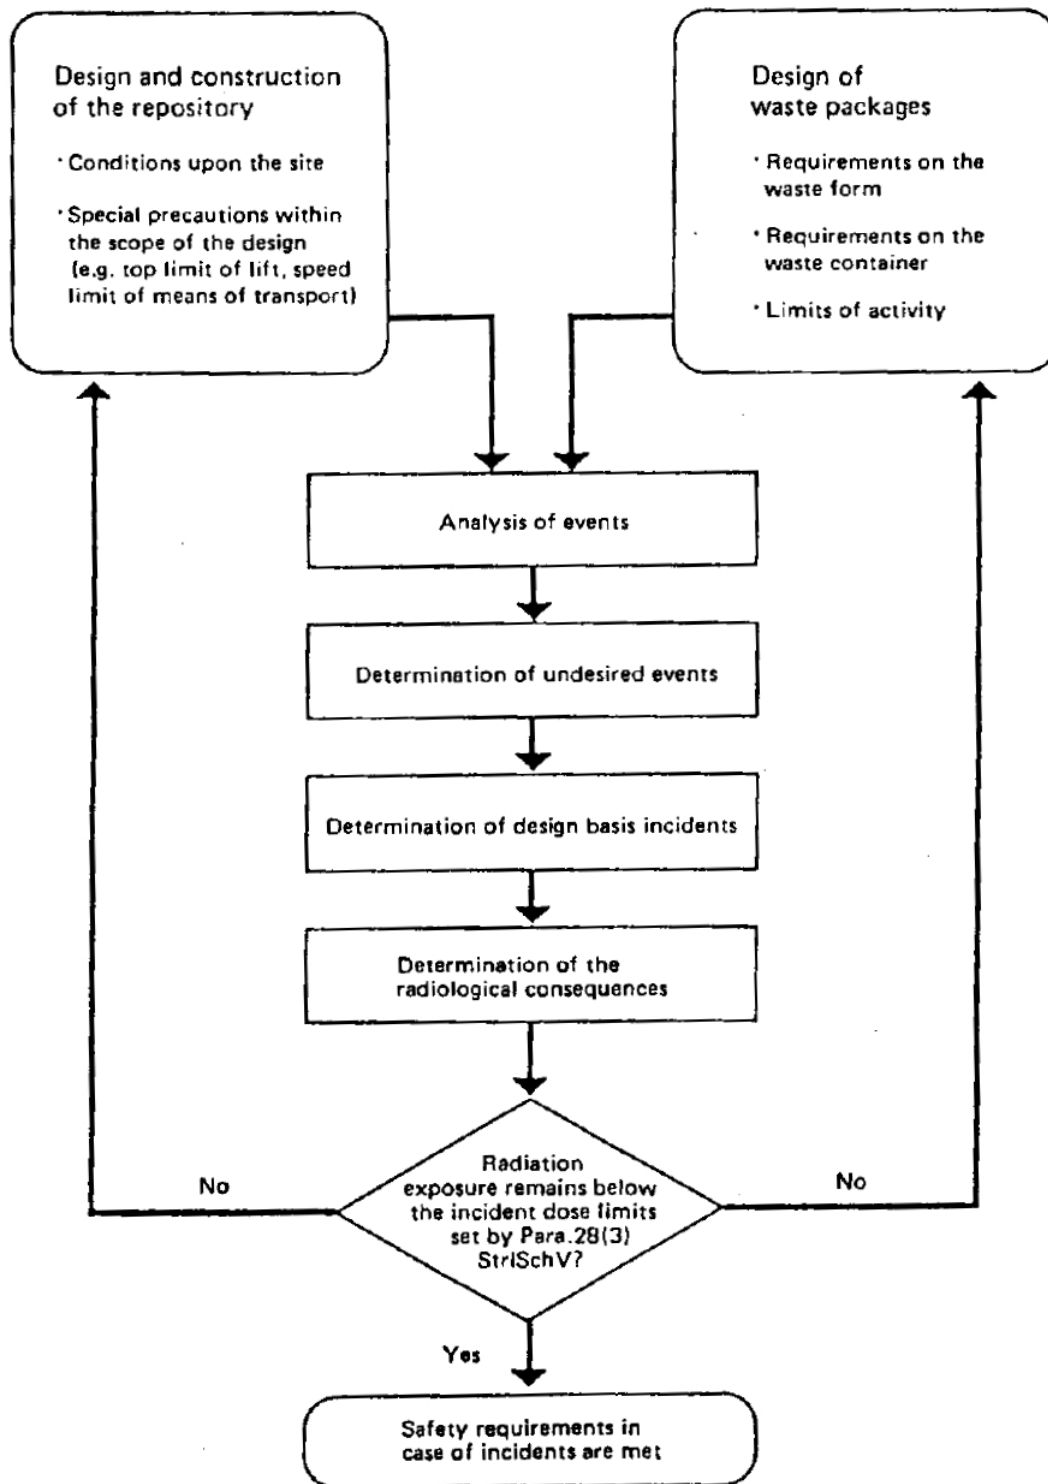 Design and construction
of the repository
· Conditions upon the site
· Special precautions within
the scope of the design
(e.g. top limit of lift, speed
limit of means of transport)
Design of
waste packages
· Requirements on the
waste form
· Requirements on the
waste container
· Limits of activity
Analysis of events
Determination of undesired events
Determination of design basis incidents
Determination of the
radiological consequences
Radiation
exposure remains below
the incident dose limits
set by Para.28(3)
StrlSchV?
No
No
Yes
Safety requirements in
case of incidents are met